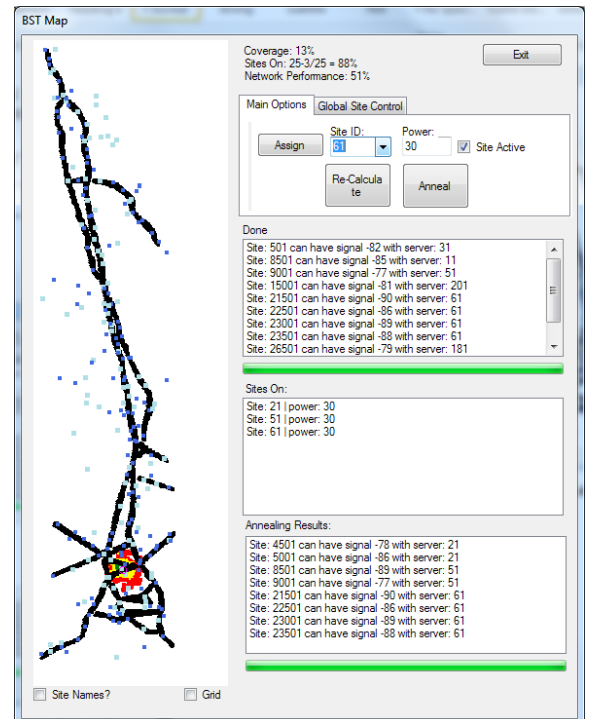 BST Map
Coverage: 13%
Sites On: 25-3/25 = 88%
Network Perfomance: 51%
Exit
Main Options
Global Site Control
Site ID:
Power:
Assign
61
30
Site Active
Re-Calcula
te
Anneal
Done
Site: 501 can have signal -82 with server: 31
Site: 8501 can have signal -85 with server: 11
Site: 9001 can have signal -77 with server: 51
Site: 15001 can have signal -81 with server: 201
Site: 21501 can have signal -90 with server: 61
Site: 22501 can have signal -86 with server: 61
Site: 23001 can have signal -89 with server: 61
Site: 23501 can have signal -88 with server: 61
Site: 26501 can have signal -79 with server: 181
Sites On:
Site: 21 | power: 30
Site: 51 | power: 30
Site: 61 | power: 30
Annealing Results:
Site: 4501 can have signal -78 with server: 21
Site: 5001 can have signal -86 with server: 21
Site: 8501 can have signal -89 with server: 51
Site: 9001 can have signal -77 with server: 51
Site: 21501 can have signal -90 with server: 61
Site: 22501 can have signal -86 with server: 61
Site: 23001 can have signal -89 with server: 61
Site: 23501 can have signal -88 with server: 61
Site Names?
Grid